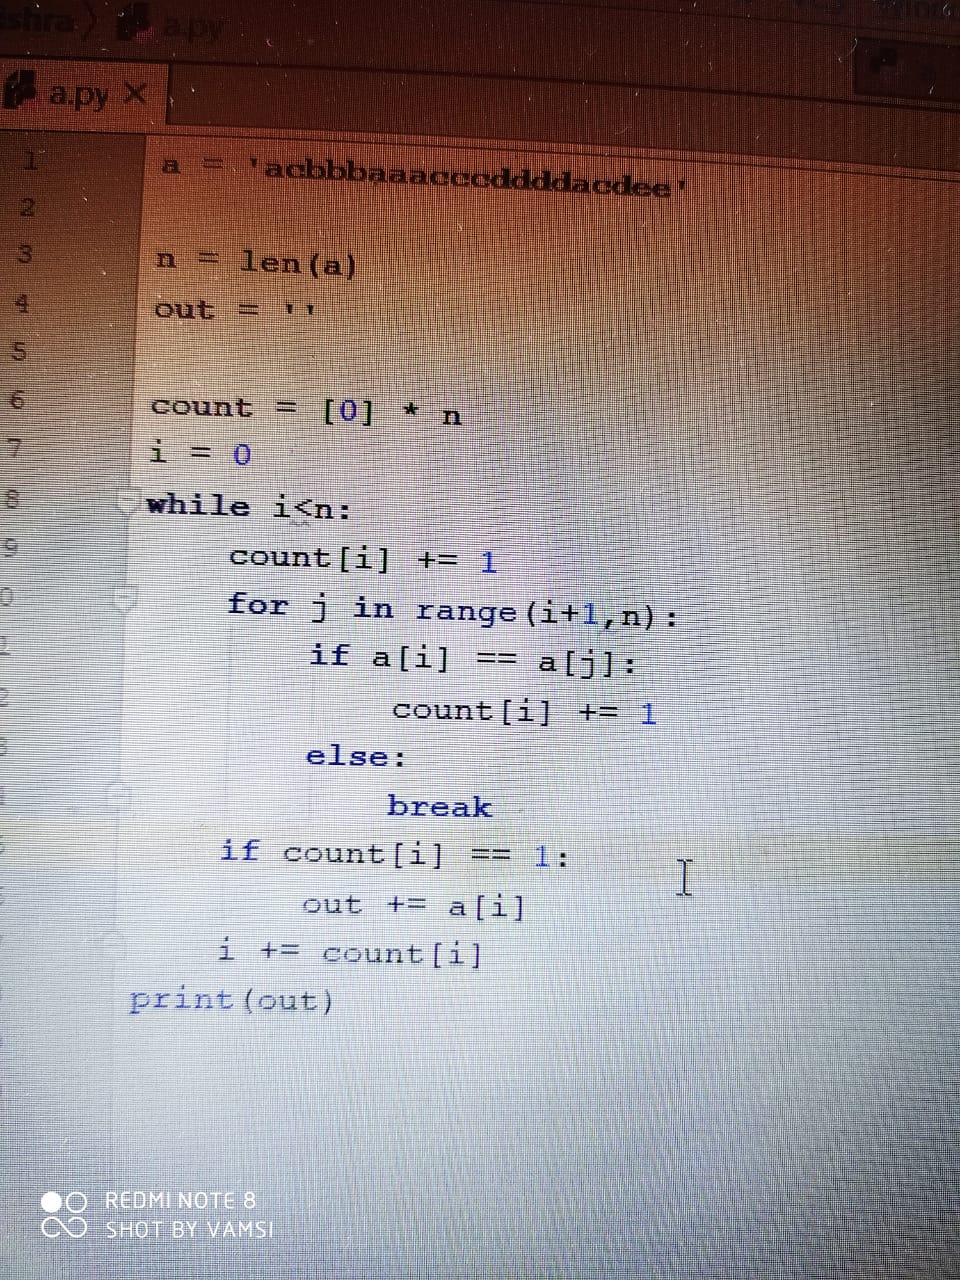 shra > a.py
a.py ×
1 a = 'acbbbaaacccddddacdee'
2
3 n = len(a)
4 out = ''
5
6 count = [0] * n
7 i = 0
8 while i<n:
9 count[i] += 1
0 for j in range(i+1,n):
if a[i] == a[j]:
2 count[i] += 1
3 else:
break
if count[i] == 1:
out += a[i]
i += count[i]
print(out)
REDMI NOTE 8
SHOT BY VAMSI